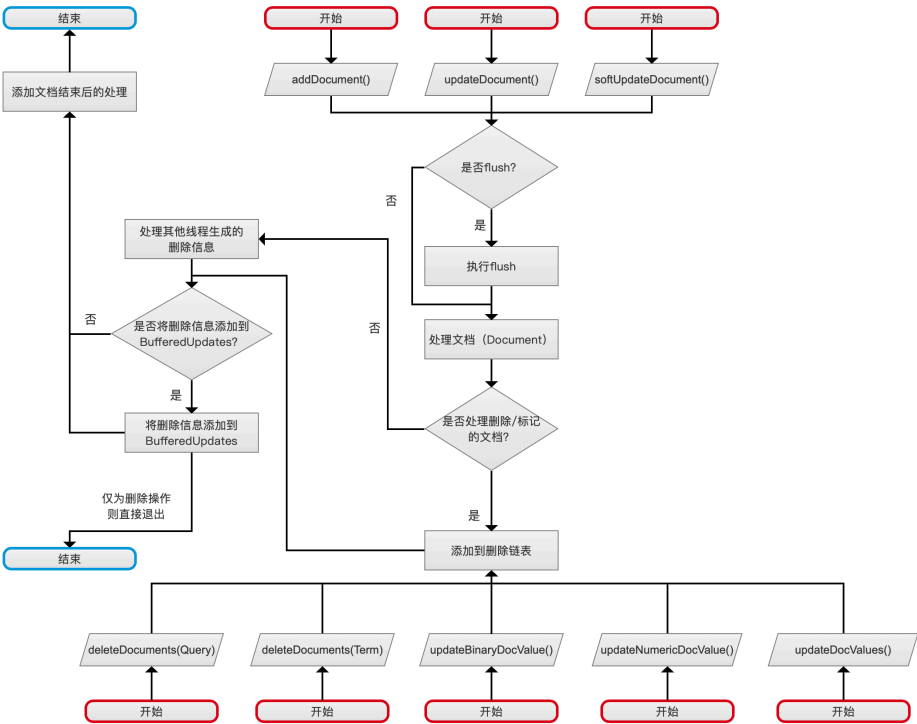 结束
开始
开始
开始
添加文档结束后的处理
addDocument()
updateDocument()
softUpdateDocument()
是否flush?
否
是
处理其他线程生成的
删除信息
执行flush
否
是否将删除信息添加到
BufferedUpdates?
否
处理文档（Document）
是
将删除信息添加到
BufferedUpdates
是否处理删除/标记
的文档?
仅为删除操作
则直接退出
是
结束
添加到删除链表
deleteDocuments(Query)
deleteDocuments(Term)
updateBinaryDocValue()
updateNumericDocValue()
updateDocValues()
开始
开始
开始
开始
开始